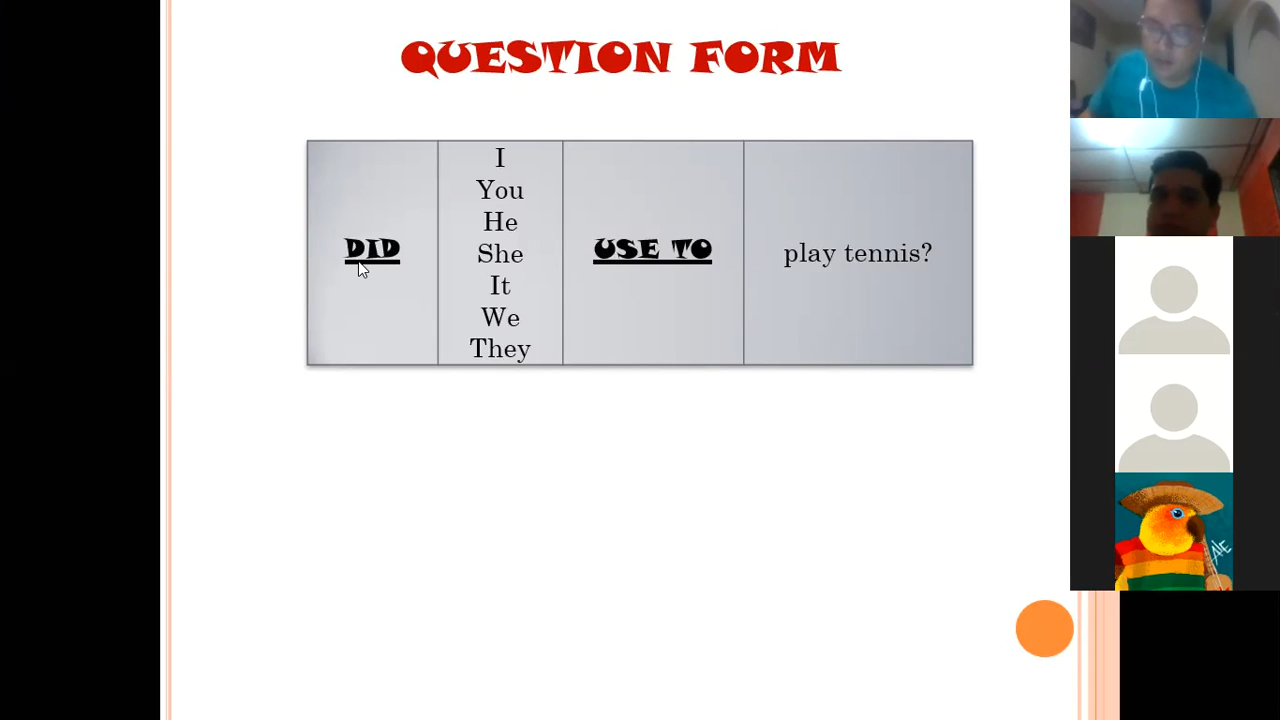 QUESTION FORM
DID
I
You
He
She
It
We
They
USE TO
play tennis?